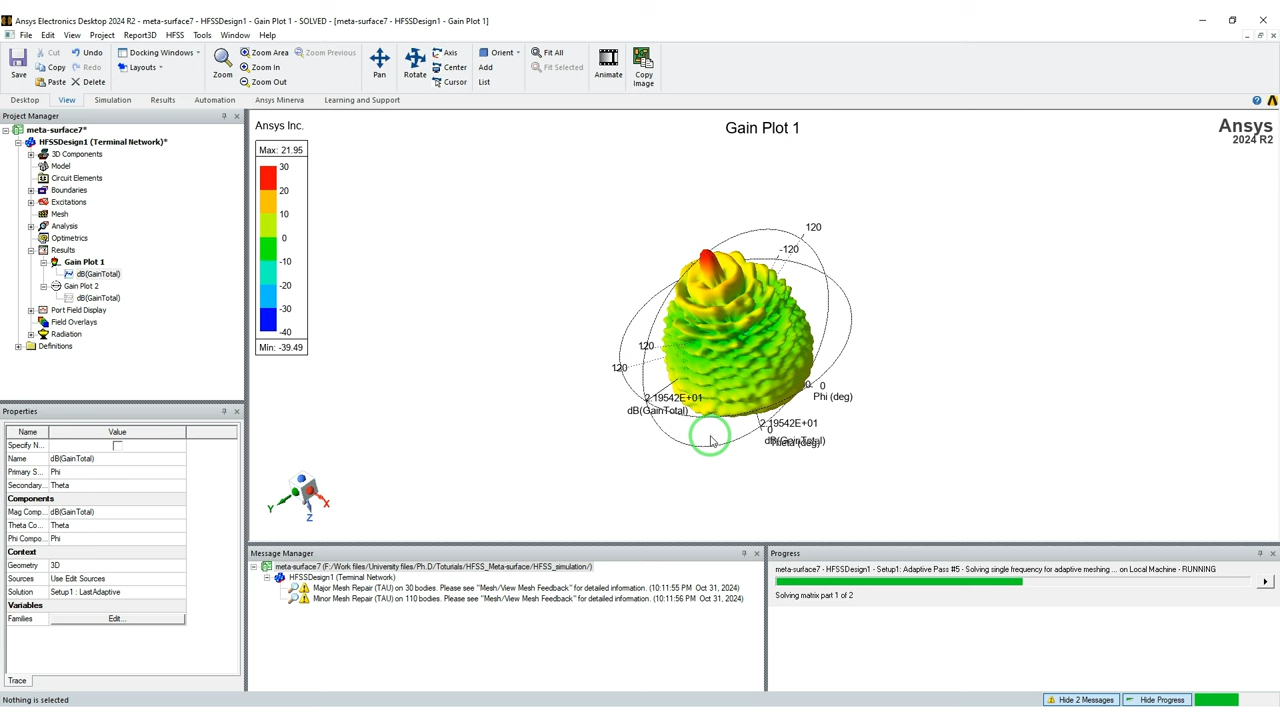 Ansys Electronics Desktop 2024 R2 - meta-surface7 - HFSSDesign1 - Gain Plot 1 - SOLVED - [meta-surface7 - HFSSDesign1 - Gain Plot 1]
File Edit View Project Report3D HFSS Tools Window Help
Save Cut Copy Paste Undo Redo Delete
Docking Windows Layouts
Zoom Zoom Area Zoom In Zoom Out Zoom Previous
Pan Rotate Axis Center Cursor
Orient Add List
Fit All Fit Selected
Animate Copy Image
Desktop View Simulation Results Automation Ansys Minerva Learning and Support
Project Manager
meta-surface7*
HFSSDesign1 (Terminal Network)*
3D Components
Model
Circuit Elements
Boundaries
Excitations
Mesh
Analysis
Optimetrics
Results
Gain Plot 1
dB(GainTotal)
Gain Plot 2
dB(GainTotal)
Port Field Display
Field Overlays
Radiation
Definitions
Properties
Name Value
Specify N...
Name dB(GainTotal)
Primary S... Phi
Secondary... Theta
Components
Mag Comp... dB(GainTotal)
Theta Co... Theta
Phi Compo... Phi
Context
Geometry 3D
Sources Use Edit Sources
Solution Setup1 : LastAdaptive
Variables
Families Edit...
Trace
Nothing is selected
Ansys Inc.
Gain Plot 1
Ansys
2024 R2
Max: 21.95
30
20
10
0
-10
-20
-30
-40
Min: -39.49
120
-120
120
120
0
Phi (deg)
2.19542E+01
dB(GainTotal)
2.19542E+01
0
dB(GainTotal)
Theta (deg)
Y
X
Z
Message Manager
meta-surface7 (F:/Work files/University files/Ph.D/Toturials/HFSS_Meta-surface/HFSS_simulation/)
HFSSDesign1 (Terminal Network)
Major Mesh Repair (TAU) on 30 bodies. Please see "Mesh/View Mesh Feedback" for detailed information. (10:11:55 PM Oct 31, 2024)
Minor Mesh Repair (TAU) on 110 bodies. Please see "Mesh/View Mesh Feedback" for detailed information. (10:11:56 PM Oct 31, 2024)
Progress
meta-surface7 - HFSSDesign1 - Setup1: Adaptive Pass #5 - Solving single frequency for adaptive meshing ... on Local Machine - RUNNING
Solving matrix part 1 of 2
Hide 2 Messages Hide Progress